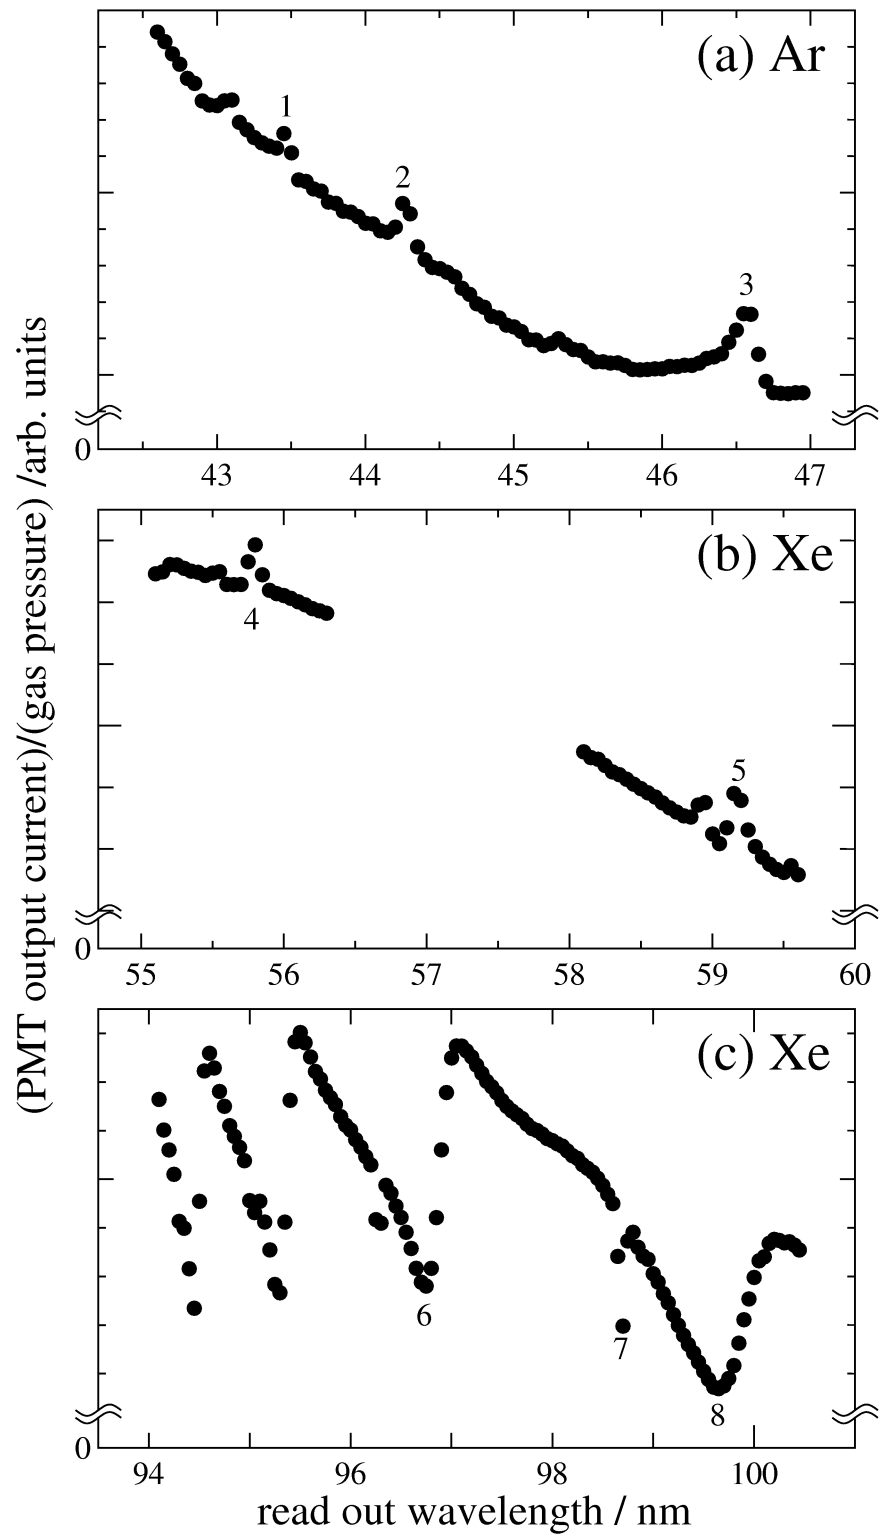 (a) Ar
1
2
3
0
43 44 45 46 47
(b) Xe
4
5
0
55 56 57 58 59 60
(c) Xe
6
7
8
0
94 96 98 100
read out wavelength / nm
(PMT output current)/(gas pressure) /arb. units